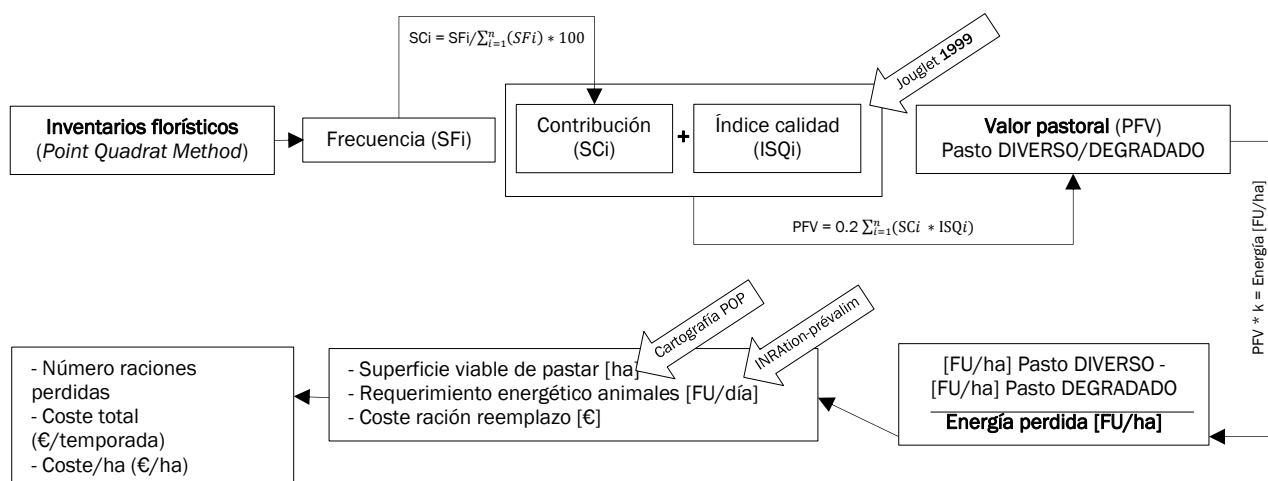 SCi = SFi/∑ⁿᵢ₌₁(SFi) * 100
Jouglet 1999
Inventarios florísticos
(Point Quadrat Method)
Frecuencia (SFi)
Contribución
(SCi)
+
Índice calidad
(ISQi)
Valor pastoral (PFV)
Pasto DIVERSO/DEGRADADO
PFV = 0.2 ∑ⁿᵢ₌₁(SCi * ISQi)
PFV * k = Energía [FU/ha]
Cartografía POP
INRAtion-prévalim
[FU/ha] Pasto DIVERSO -
[FU/ha] Pasto DEGRADADO
Energía perdida [FU/ha]
- Superficie viable de pastar [ha]
- Requerimiento energético animales [FU/día]
- Coste ración reemplazo [€]
- Número raciones
perdidas
- Coste total
(€/temporada)
- Coste/ha (€/ha)